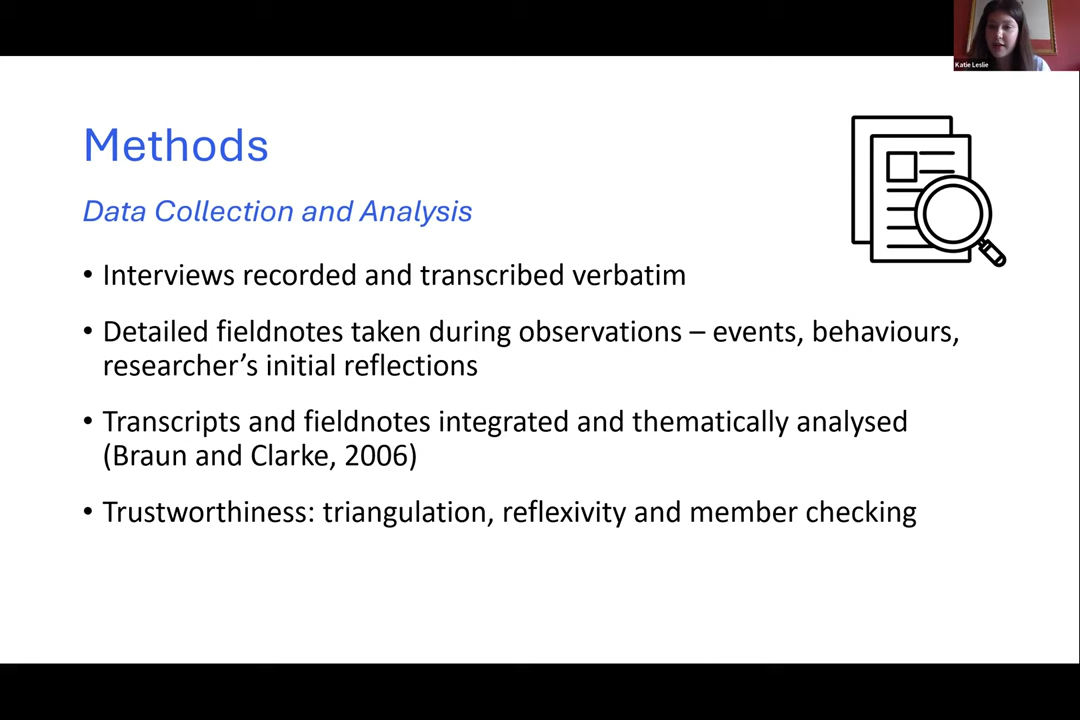 Katie Leslie
Methods
Data Collection and Analysis
• Interviews recorded and transcribed verbatim
• Detailed fieldnotes taken during observations – events, behaviours,
researcher’s initial reflections
• Transcripts and fieldnotes integrated and thematically analysed
(Braun and Clarke, 2006)
• Trustworthiness: triangulation, reflexivity and member checking